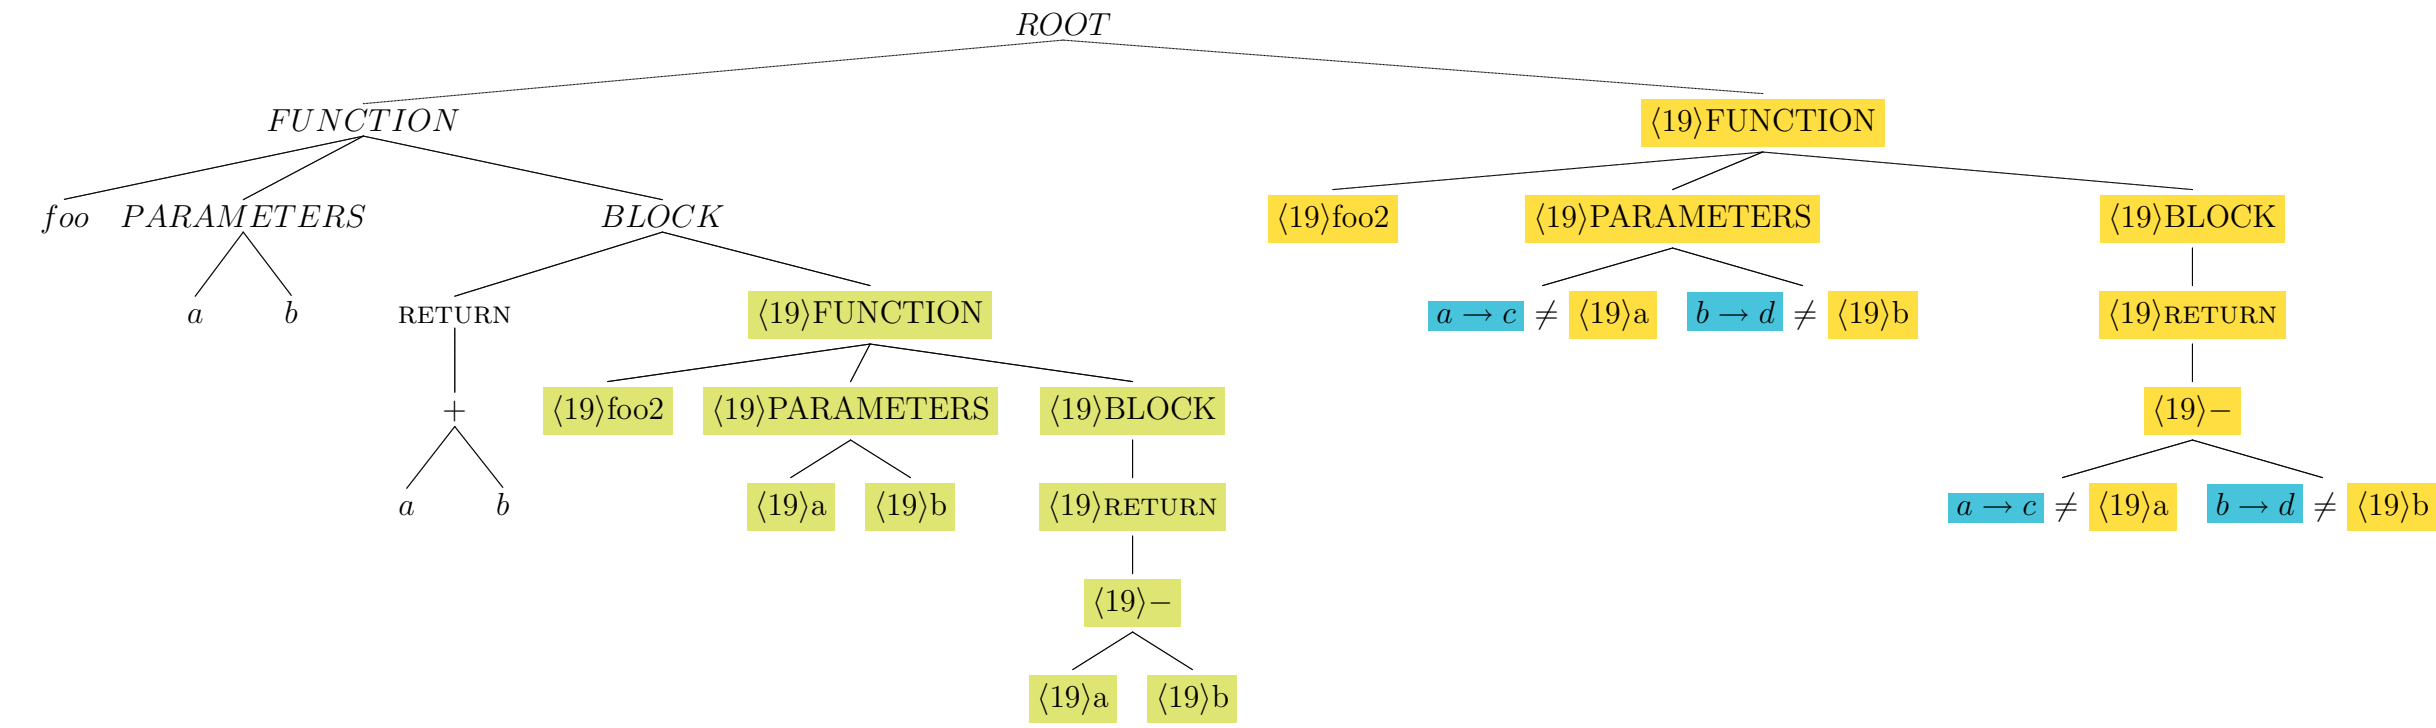 ROOT
FUNCTION ⟨19⟩FUNCTION
foo PARAMETERS BLOCK ⟨19⟩foo2 ⟨19⟩PARAMETERS ⟨19⟩BLOCK
a b RETURN ⟨19⟩FUNCTION a → c ≠ ⟨19⟩a b → d ≠ ⟨19⟩b ⟨19⟩RETURN
+ ⟨19⟩foo2 ⟨19⟩PARAMETERS ⟨19⟩BLOCK ⟨19⟩−
a b ⟨19⟩a ⟨19⟩b ⟨19⟩RETURN a → c ≠ ⟨19⟩a b → d ≠ ⟨19⟩b
⟨19⟩−
⟨19⟩a ⟨19⟩b